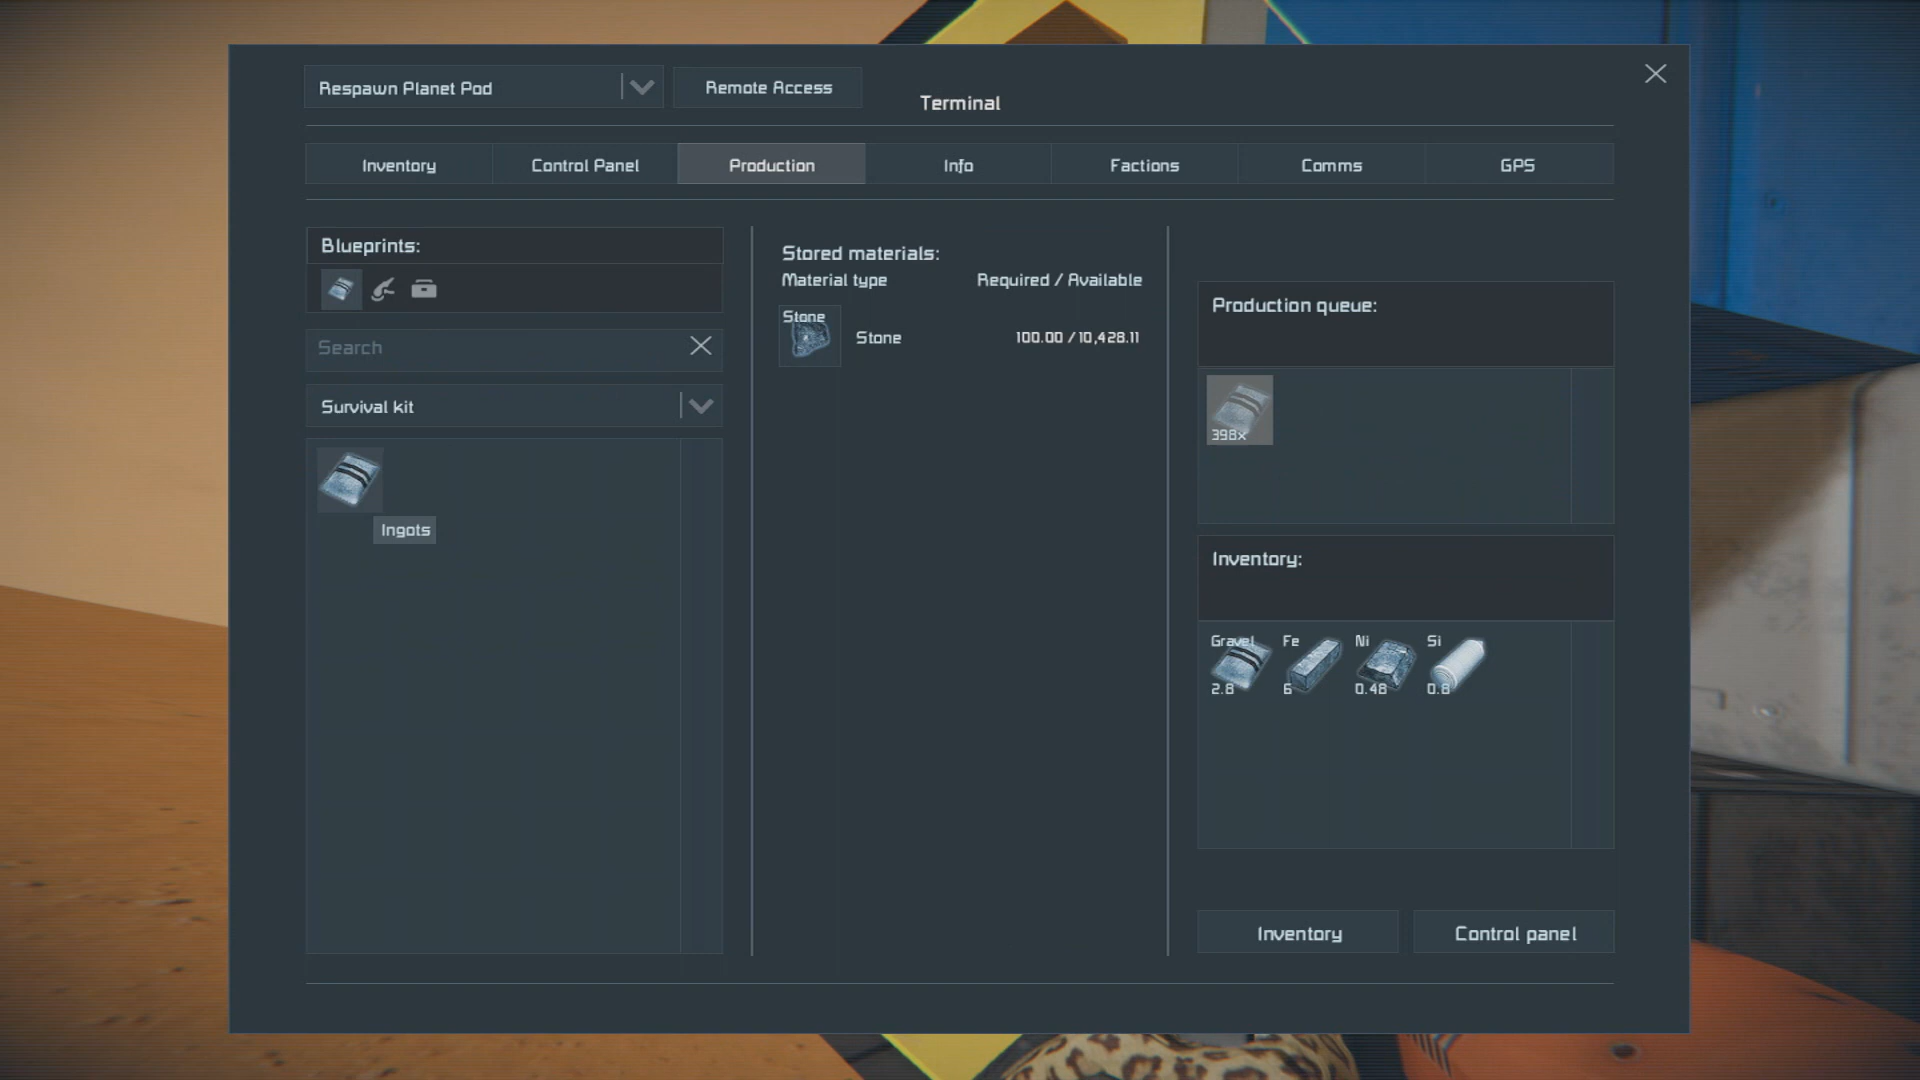 Respawn Planet Pod
Remote Access
Terminal
Inventory
Control Panel
Production
Info
Factions
Comms
GPS
Blueprints:
Search
Survival kit
Ingots
Stored materials:
Material type
Required / Available
Stone
Stone
100.00 / 10,428.11
Production queue:
398x
Inventory:
Gravel
Fe
Ni
Si
2.8
6
0.48
0.8
Inventory
Control panel